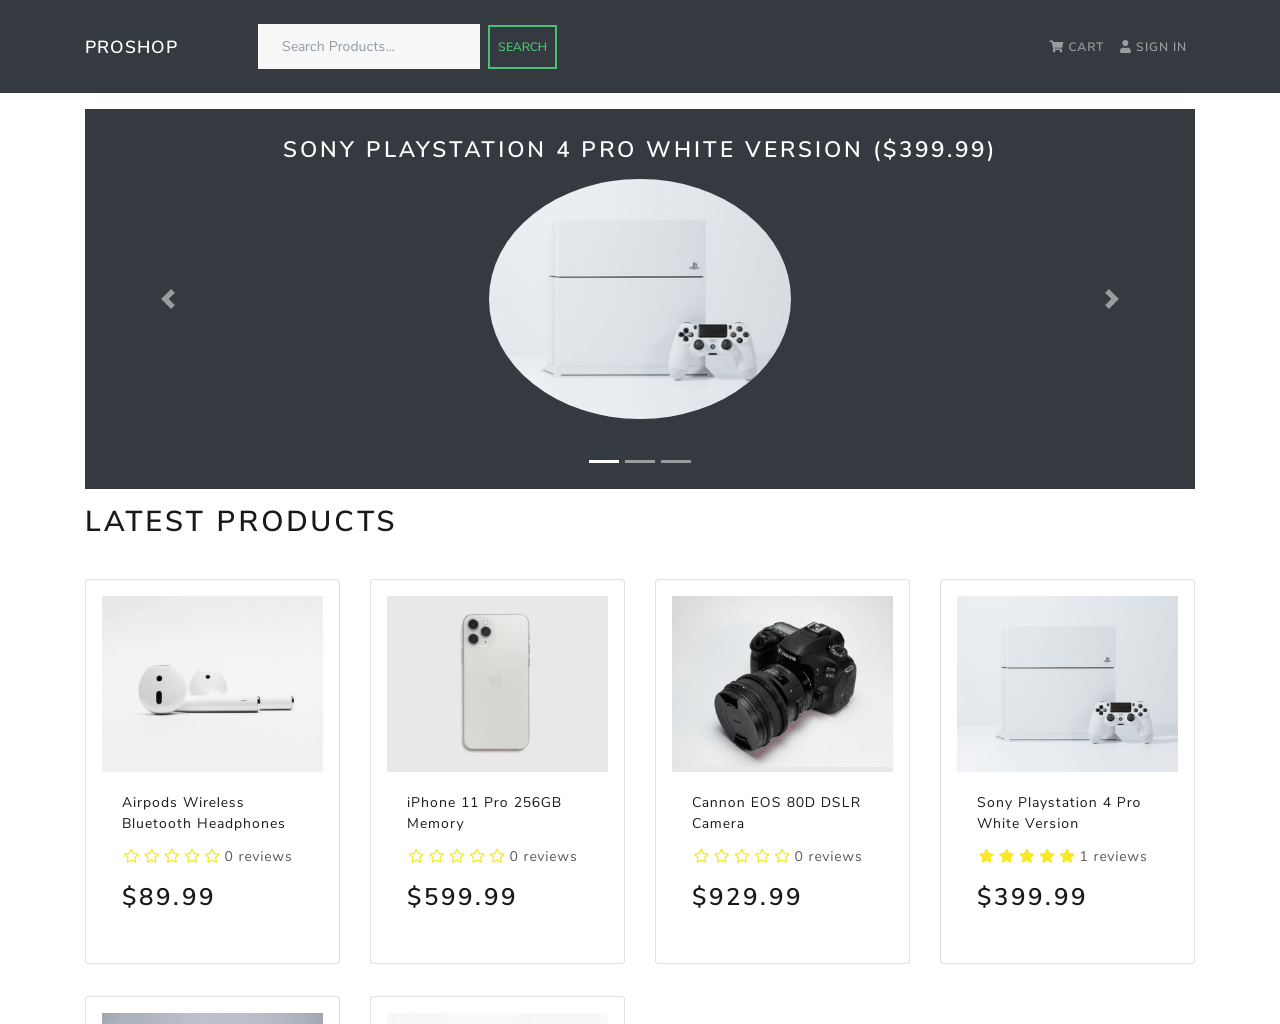 PROSHOP
Search Products...
SEARCH
CART
SIGN IN
SONY PLAYSTATION 4 PRO WHITE VERSION ($399.99)
LATEST PRODUCTS
Airpods Wireless
Bluetooth Headphones
0 reviews
$89.99
iPhone 11 Pro 256GB
Memory
0 reviews
$599.99
Cannon EOS 80D DSLR
Camera
0 reviews
$929.99
Sony Playstation 4 Pro
White Version
1 reviews
$399.99